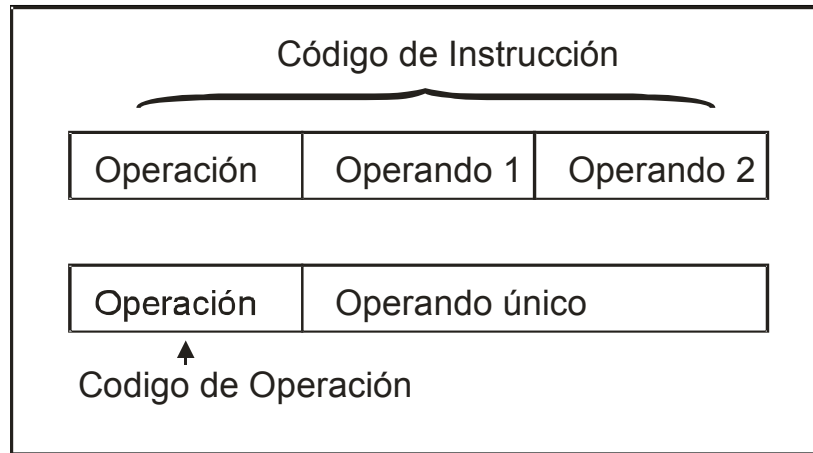 Código de Instrucción
Operación Operando 1 Operando 2
Operación Operando único
Codigo de Operación